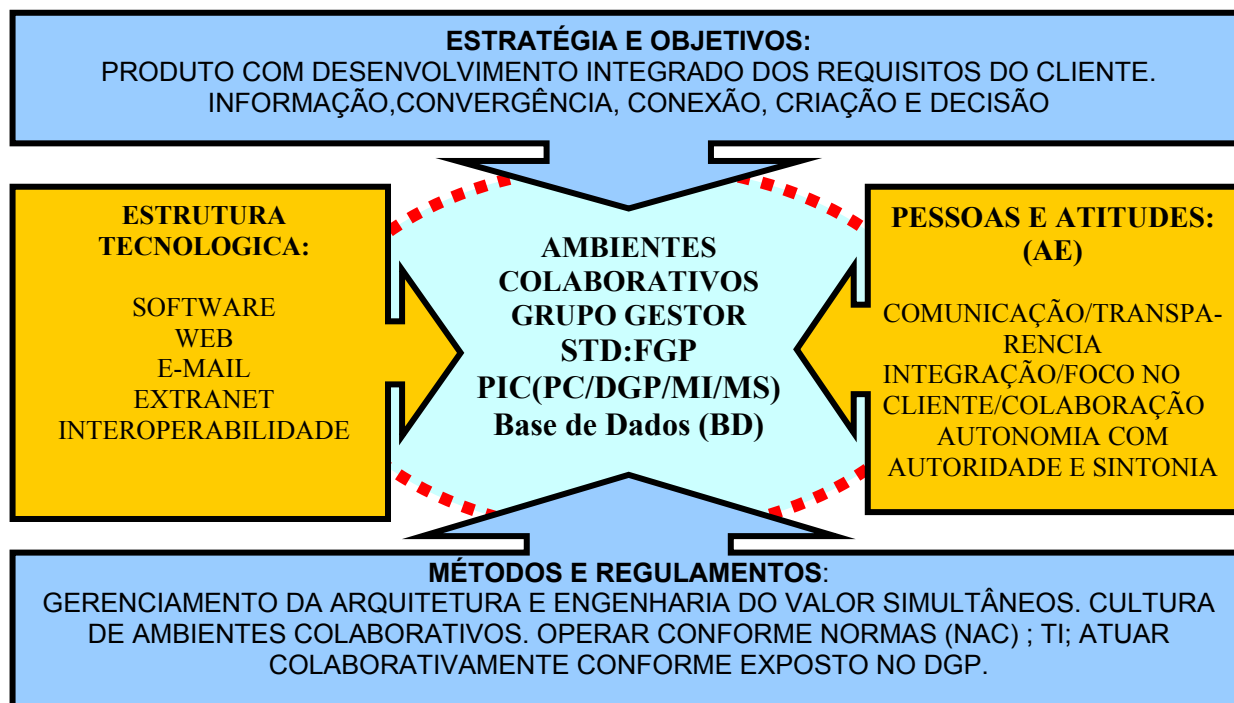 ESTRATÉGIA E OBJETIVOS:
PRODUTO COM DESENVOLVIMENTO INTEGRADO DOS REQUISITOS DO CLIENTE.
INFORMAÇÃO,CONVERGÊNCIA, CONEXÃO, CRIAÇÃO E DECISÃO
ESTRUTURA
TECNOLOGICA:
SOFTWARE
WEB
E-MAIL
EXTRANET
INTEROPERABILIDADE
AMBIENTES
COLABORATIVOS
GRUPO GESTOR
STD:FGP
PIC(PC/DGP/MI/MS)
Base de Dados (BD)
PESSOAS E ATITUDES:
(AE)
COMUNICAÇÃO/TRANSPA-
RENCIA
INTEGRAÇÃO/FOCO NO
CLIENTE/COLABORAÇÃO
AUTONOMIA COM
AUTORIDADE E SINTONIA
MÉTODOS E REGULAMENTOS:
GERENCIAMENTO DA ARQUITETURA E ENGENHARIA DO VALOR SIMULTÂNEOS. CULTURA
DE AMBIENTES COLABORATIVOS. OPERAR CONFORME NORMAS (NAC) ; TI; ATUAR
COLABORATIVAMENTE CONFORME EXPOSTO NO DGP.